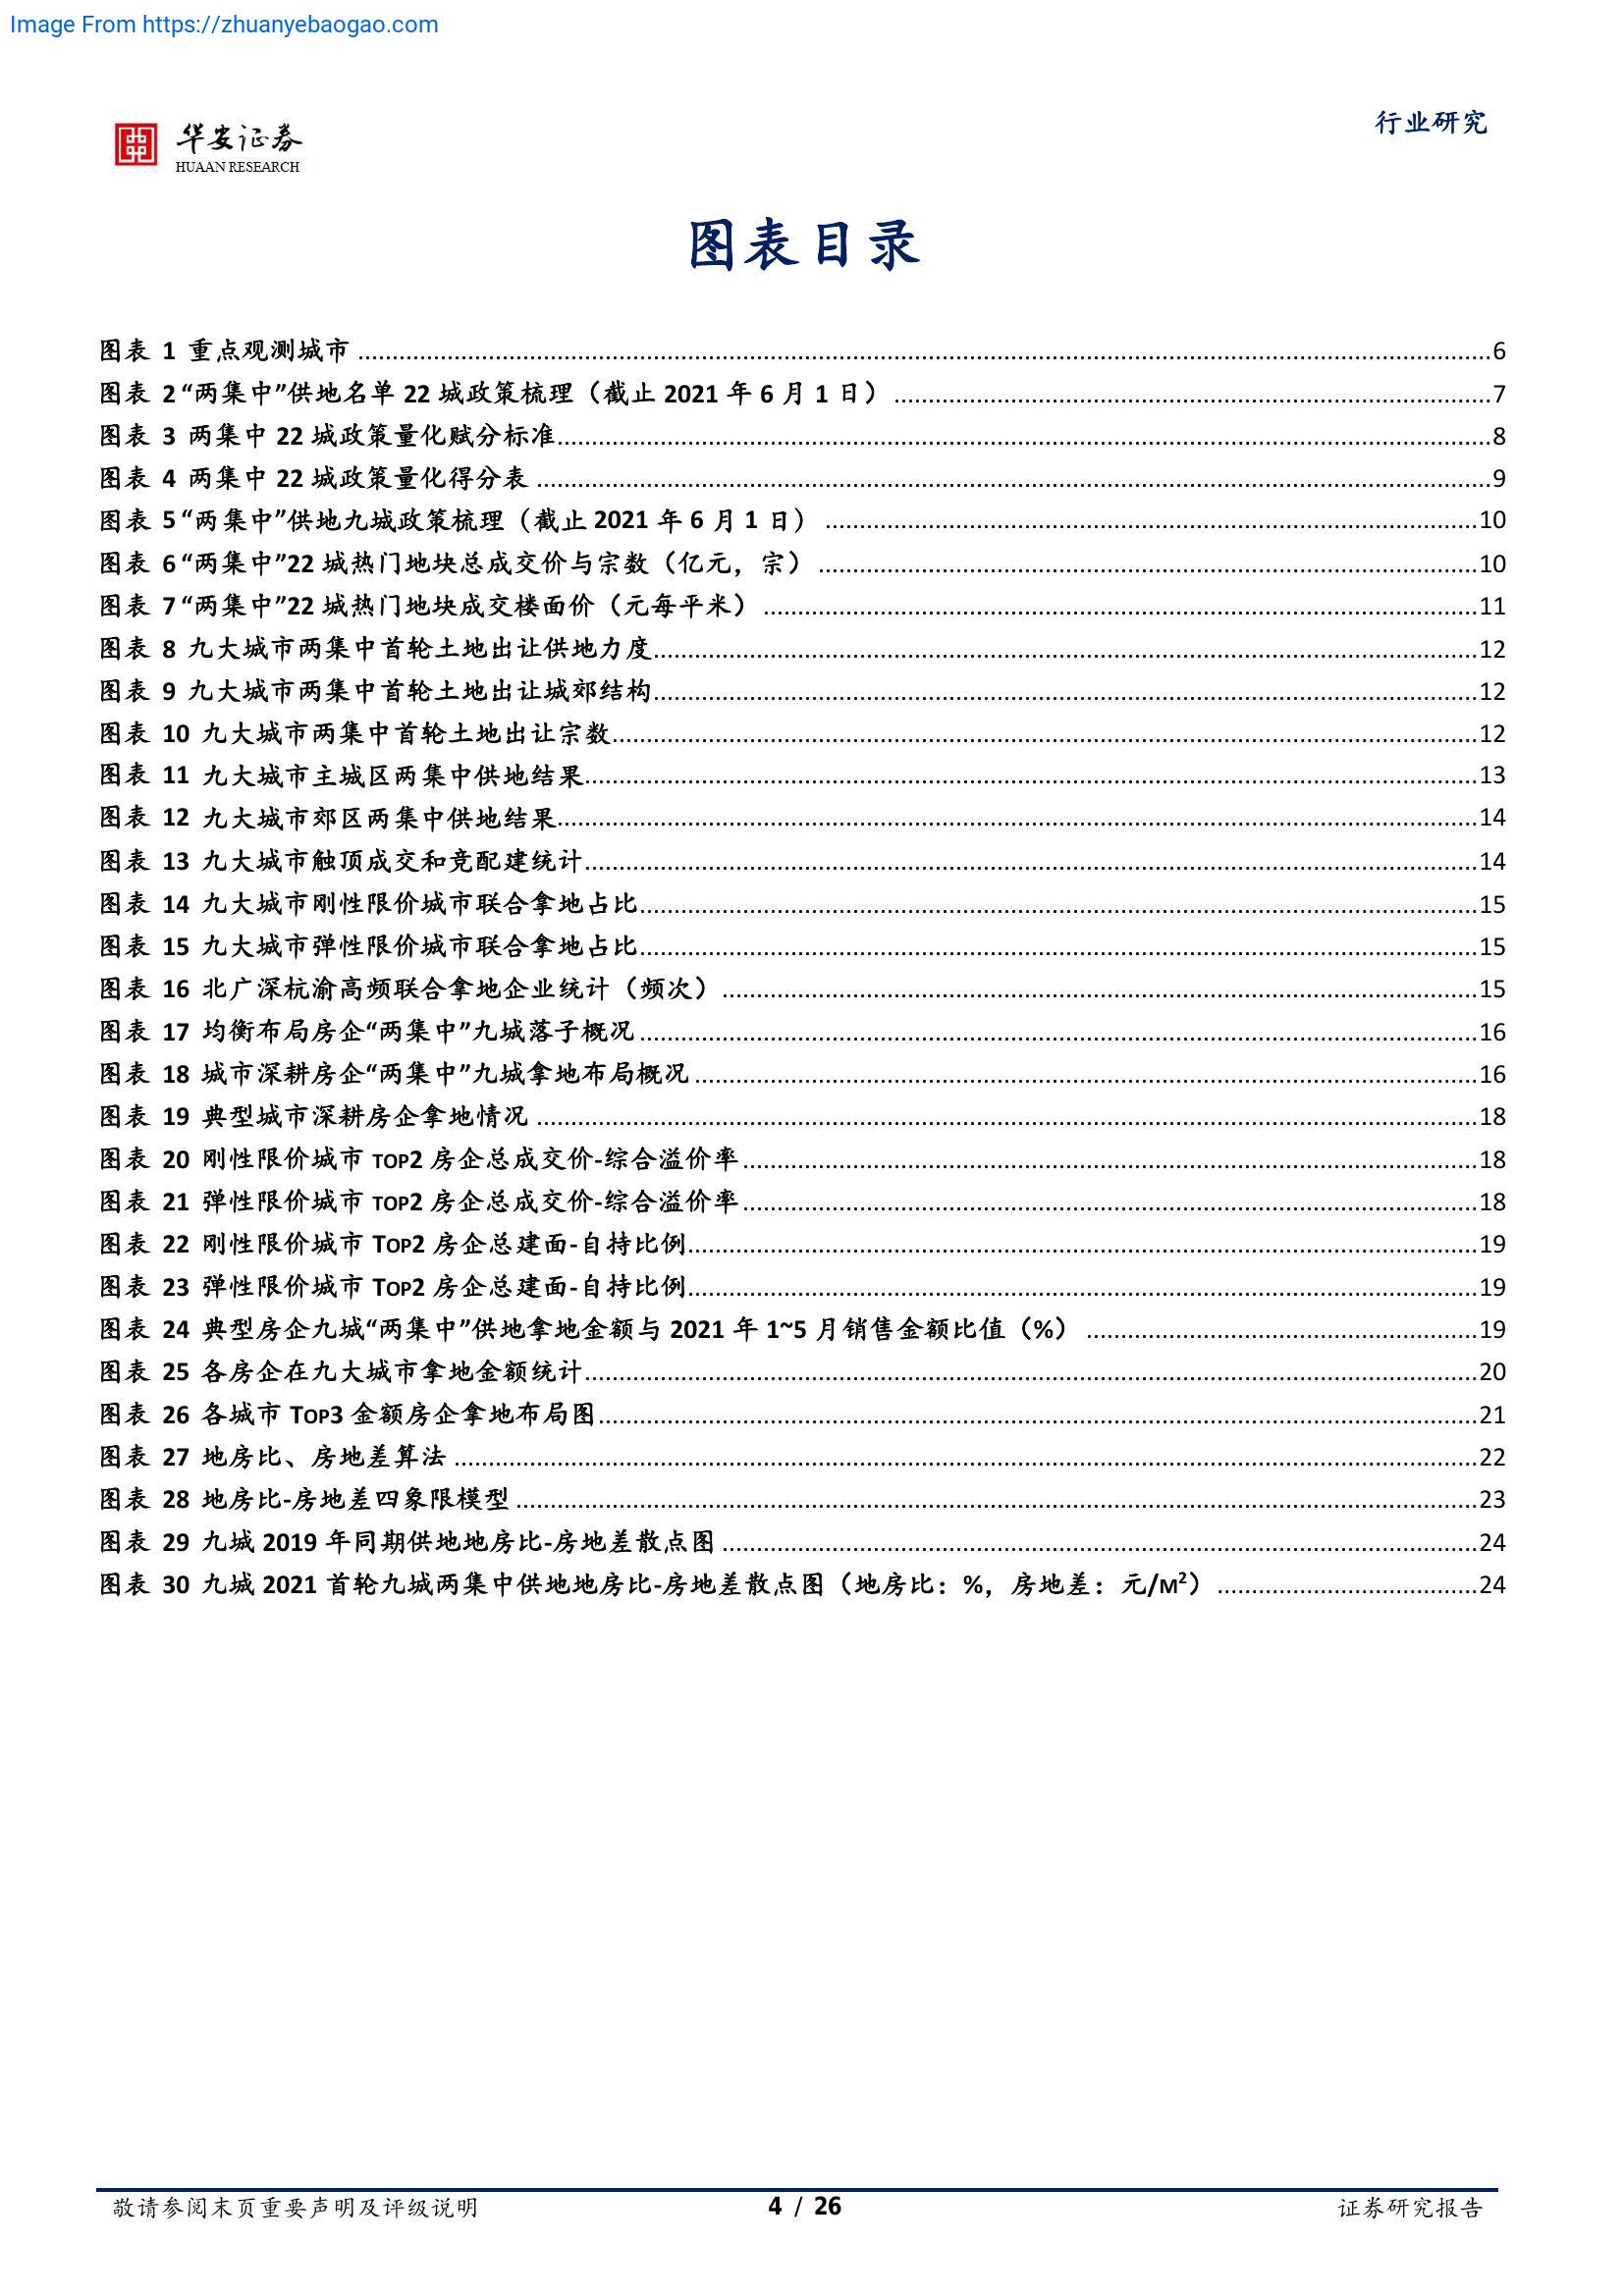 Image From https://zhuanyebaogao.com
华安证券
HUAAN RESEARCH
行业研究
图表目录
图表 1 重点观测城市 ........ 6
图表 2 “两集中”供地名单 22 城政策梳理（截止 2021 年 6 月 1 日） ........ 7
图表 3 两集中 22 城政策量化赋分标准 ........ 8
图表 4 两集中 22 城政策量化得分表 ........ 9
图表 5 “两集中”供地九城政策梳理（截止 2021 年 6 月 1 日） ........ 10
图表 6 “两集中”22 城热门地块总成交价与宗数（亿元，宗） ........ 10
图表 7 “两集中”22 城热门地块成交楼面价（元每平米） ........ 11
图表 8 九大城市两集中首轮土地出让供地力度 ........ 12
图表 9 九大城市两集中首轮土地出让城郊结构 ........ 12
图表 10 九大城市两集中首轮土地出让宗数 ........ 12
图表 11 九大城市主城区两集中供地结果 ........ 13
图表 12 九大城市郊区两集中供地结果 ........ 14
图表 13 九大城市触顶成交和竞配建统计 ........ 14
图表 14 九大城市刚性限价城市联合拿地占比 ........ 15
图表 15 九大城市弹性限价城市联合拿地占比 ........ 15
图表 16 北广深杭渝高频联合拿地企业统计（频次） ........ 15
图表 17 均衡布局房企“两集中”九城落子概况 ........ 16
图表 18 城市深耕房企“两集中”九城拿地布局概况 ........ 16
图表 19 典型城市深耕房企拿地情况 ........ 18
图表 20 刚性限价城市 TOP2 房企总成交价-综合溢价率 ........ 18
图表 21 弹性限价城市 TOP2 房企总成交价-综合溢价率 ........ 18
图表 22 刚性限价城市 TOP2 房企总建面-自持比例 ........ 19
图表 23 弹性限价城市 TOP2 房企总建面-自持比例 ........ 19
图表 24 典型房企九城“两集中”供地拿地金额与 2021 年 1~5 月销售金额比值（%） ........ 19
图表 25 各房企在九大城市拿地金额统计 ........ 20
图表 26 各城市 TOP3 金额房企拿地布局图 ........ 21
图表 27 地房比、房地差算法 ........ 22
图表 28 地房比-房地差四象限模型 ........ 23
图表 29 九城 2019 年同期供地地房比-房地差散点图 ........ 24
图表 30 九城 2021 首轮九城两集中供地地房比-房地差散点图（地房比：%，房地差：元/M²） ........ 24
敬请参阅末页重要声明及评级说明
4 / 26
证券研究报告